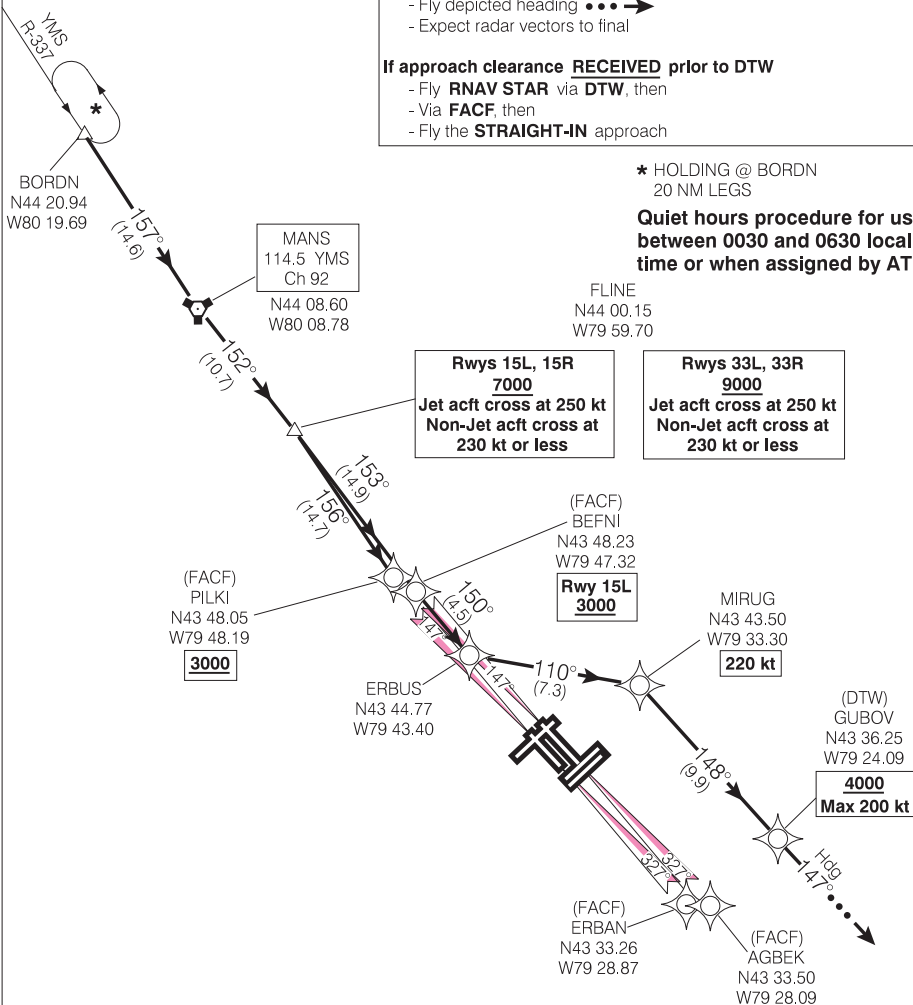 - Fly depicted heading
- Expect radar vectors to final
If approach clearance RECEIVED prior to DTW
- Fly RNAV STAR via DTW, then
- Via FACF, then
- Fly the STRAIGHT-IN approach
YMS
R-337
*
BORDN
N44 20.94
W80 19.69
* HOLDING @ BORDN
20 NM LEGS
Quiet hours procedure for us
between 0030 and 0630 local
time or when assigned by AT
157°
(14.6)
MANS
114.5 YMS
Ch 92
N44 08.60
W80 08.78
FLINE
N44 00.15
W79 59.70
152°
(10.7)
Rwys 15L, 15R
7000
Jet acft cross at 250 kt
Non-Jet acft cross at
230 kt or less
Rwys 33L, 33R
9000
Jet acft cross at 250 kt
Non-Jet acft cross at
230 kt or less
153°
(14.9)
156°
(14.7)
(FACF)
BEFNI
N43 48.23
W79 47.32
Rwy 15L
3000
(FACF)
PILKI
N43 48.05
W79 48.19
3000
150°
(4.5)
147°
147°
ERBUS
N43 44.77
W79 43.40
110°
(7.3)
MIRUG
N43 43.50
W79 33.30
220 kt
148°
(9.9)
(DTW)
GUBOV
N43 36.25
W79 24.09
4000
Max 200 kt
Hdg
147°
327°
327°
(FACF)
ERBAN
N43 33.26
W79 28.87
(FACF)
AGBEK
N43 33.50
W79 28.09